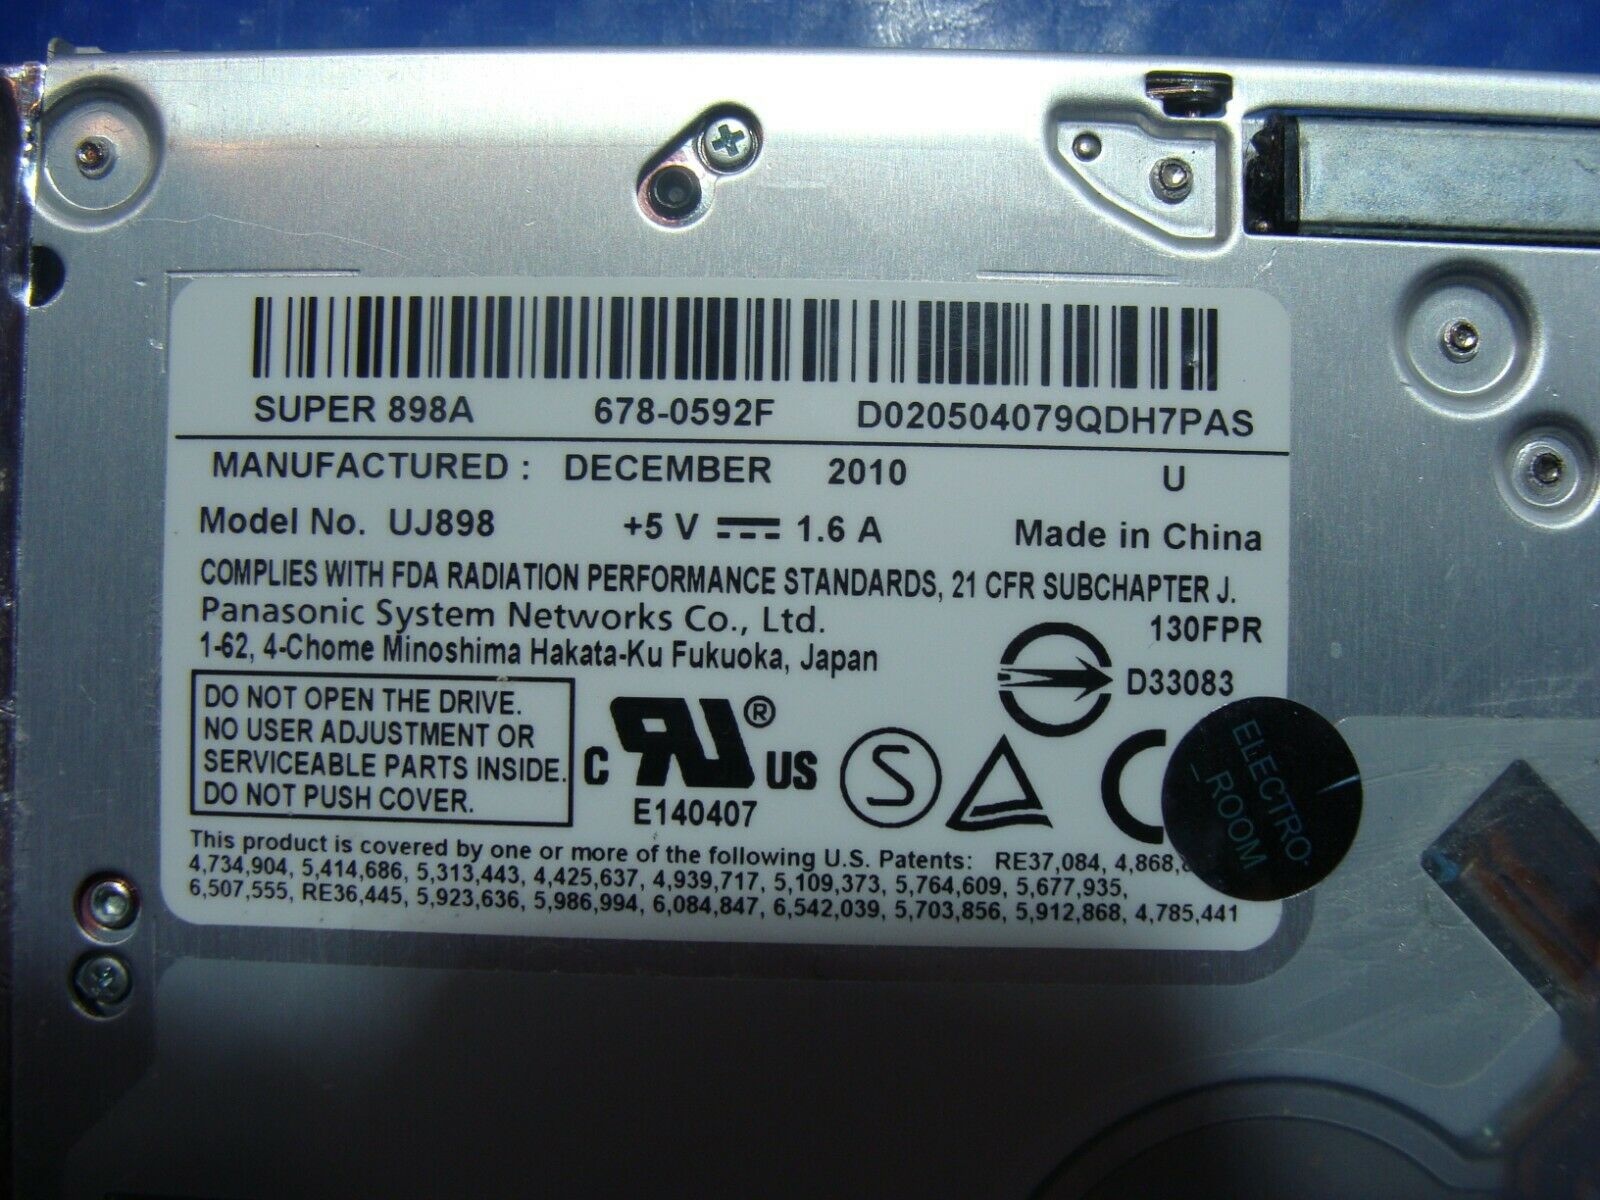 SUPER 898A 678-0592F D020504079QDH7PAS
MANUFACTURED : DECEMBER 2010 U
Model No. UJ898 +5 V 1.6 A Made in China
COMPLIES WITH FDA RADIATION PERFORMANCE STANDARDS, 21 CFR SUBCHAPTER J.
Panasonic System Networks Co., Ltd.
130FPR
1-62, 4-Chome Minoshima Hakata-Ku Fukuoka, Japan
D33083
DO NOT OPEN THE DRIVE.
NO USER ADJUSTMENT OR
SERVICEABLE PARTS INSIDE.
DO NOT PUSH COVER.
C RU® US
E140407
S
C
ELECTRO-
_ROOM
This product is covered by one or more of the following U.S. Patents: RE37,084,
4,734,904, 5,414,686, 5,313,443, 4,425,637, 4,939,717, 5,109,373, 5,764,609, 5,677,935,
6,507,555, RE36,445, 5,923,636, 5,986,994, 6,084,847, 6,542,039, 5,703,856, 5,912,868, 4,785,441